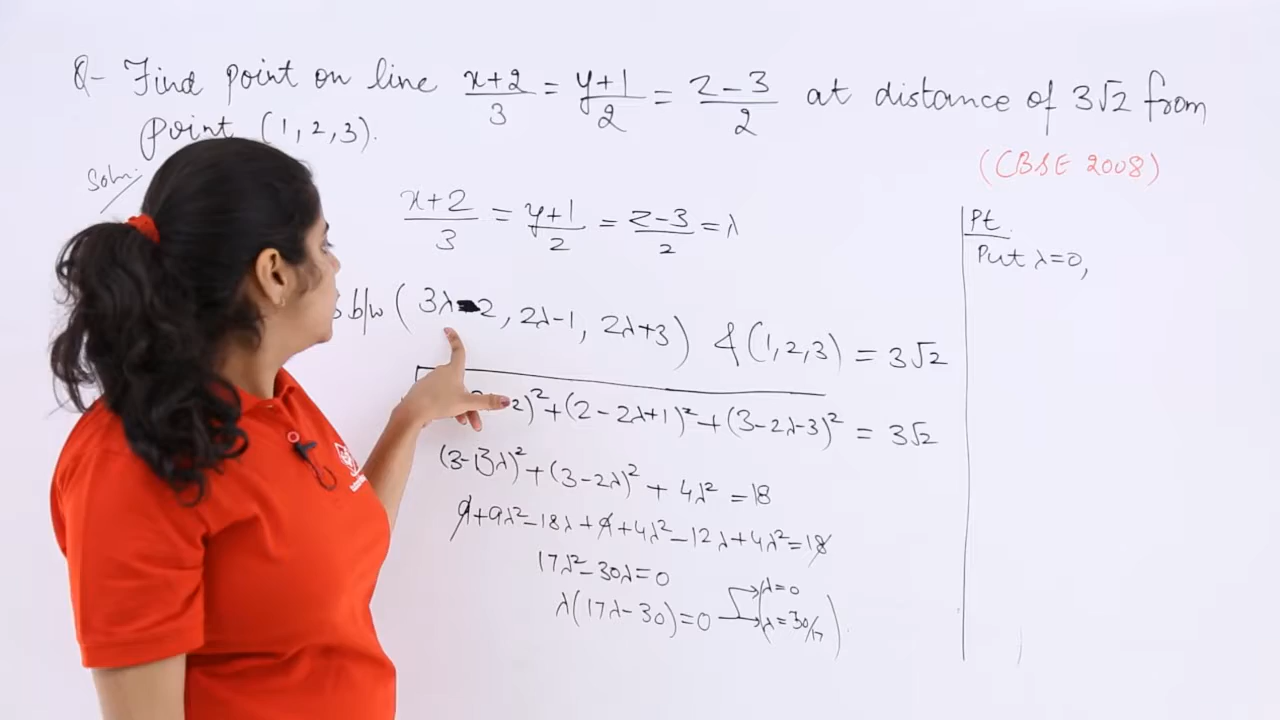 Q- Find point on line x+2/3 = y+1/2 = z-3/2 at distance of 3√2 from
point (1,2,3).
(CBSE 2008)
Soln.
x+2/3 = y+1/2 = z-3/2 = λ
b/w (3λ-2, 2λ-1, 2λ+3) & (1,2,3) = 3√2
2)² + (2-2λ+1)² + (3-2λ-3)² = 3√2
(3-3λ)² + (3-2λ)² + 4λ² = 18
9+9λ²-18λ+9+4λ²-12λ+4λ²=18
17λ²-30λ=0
λ(17λ-30)=0 → λ=0
→ λ=30/17
Pt.
Put λ=0,